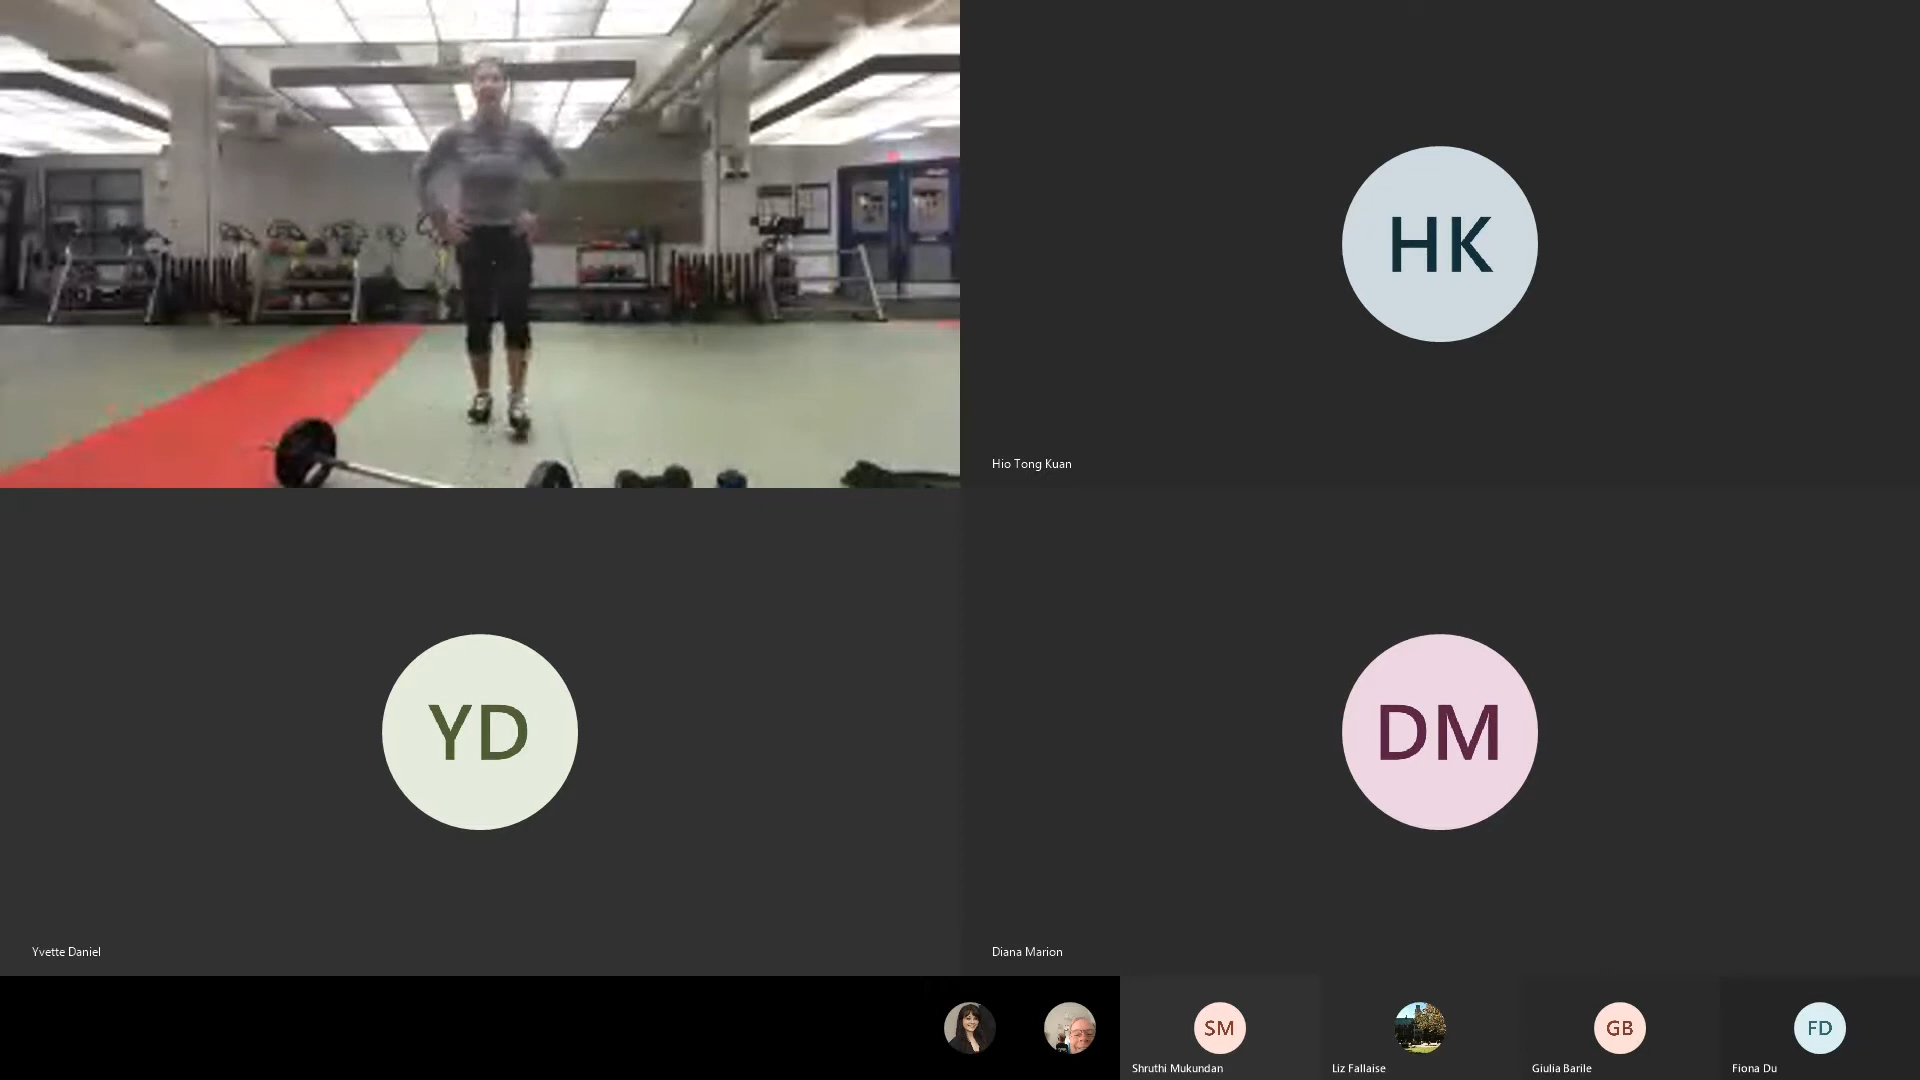 HK
Hio Tong Kuan
YD
DM
Yvette Daniel
Diana Marion
SM
GB
FD
Shruthi Mukundan
Liz Fallaise
Giulia Barile
Fiona Du